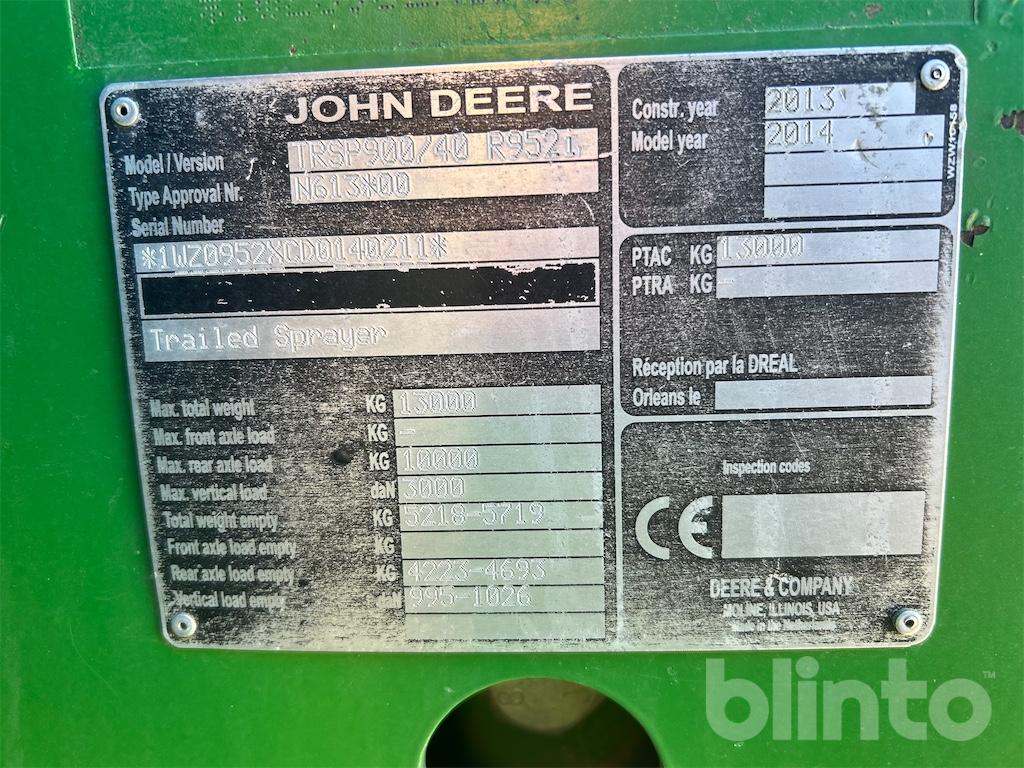 JOHN DEERE
Model / Version TRSP900/40 R952i
Type Approval Nr. N613*00
Serial Number
*1WZ0952XCD0140211*
Trailed Sprayer
Max. total weight KG 13000
Max. front axle load KG -
Max. rear axle load KG 10000
Max. vertical load daN 3000
Total weight empty KG 5218-5719
Front axle load empty KG
Rear axle load empty KG 4223-4693
Vertical load empty daN 995-1026
Constr. year 2013
Model year 2014
PTAC KG 13000
PTRA KG -
Réception par la DREAL
Orleans le
Inspection codes
CE
DEERE & COMPANY
MOLINE, ILLINOIS, USA
Made in the Netherlands
blinto™